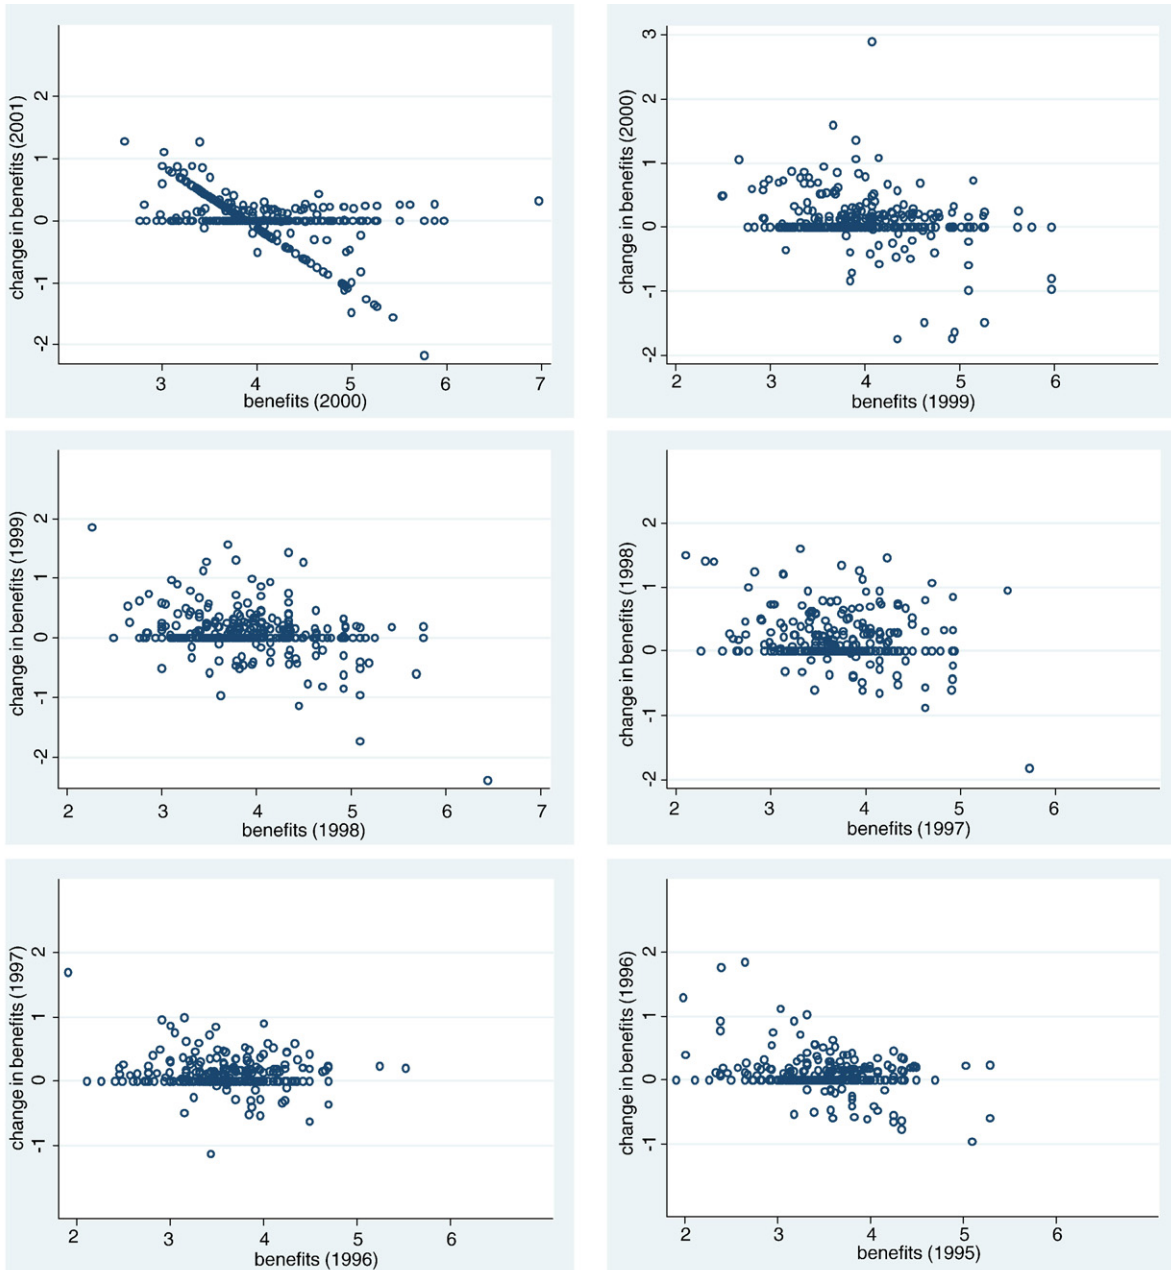 change in benefits (2001)
2
1
0
-1
-2
3 4 5 6 7
benefits (2000)
change in benefits (2000)
3
2
1
0
-1
-2
2 3 4 5 6
benefits (1999)
change in benefits (1999)
2
1
0
-1
-2
2 3 4 5 6 7
benefits (1998)
change in benefits (1998)
2
1
0
-1
-2
2 3 4 5 6
benefits (1997)
change in benefits (1997)
2
1
0
-1
2 3 4 5 6
benefits (1996)
change in benefits (1996)
2
1
0
-1
2 3 4 5 6
benefits (1995)